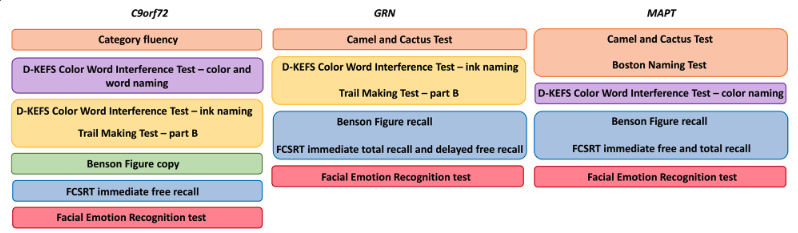 C9orf72
Category fluency
D-KEFS Color Word Interference Test – color and
word naming
D-KEFS Color Word Interference Test – ink naming
Trail Making Test – part B
Benson Figure copy
FCSRT immediate free recall
Facial Emotion Recognition test
GRN
Camel and Cactus Test
D-KEFS Color Word Interference Test – ink naming
Trail Making Test – part B
Benson Figure recall
FCSRT immediate total recall and delayed free recall
Facial Emotion Recognition test
MAPT
Camel and Cactus Test
Boston Naming Test
D-KEFS Color Word Interference Test – color naming
Benson Figure recall
FCSRT immediate free and total recall
Facial Emotion Recognition test